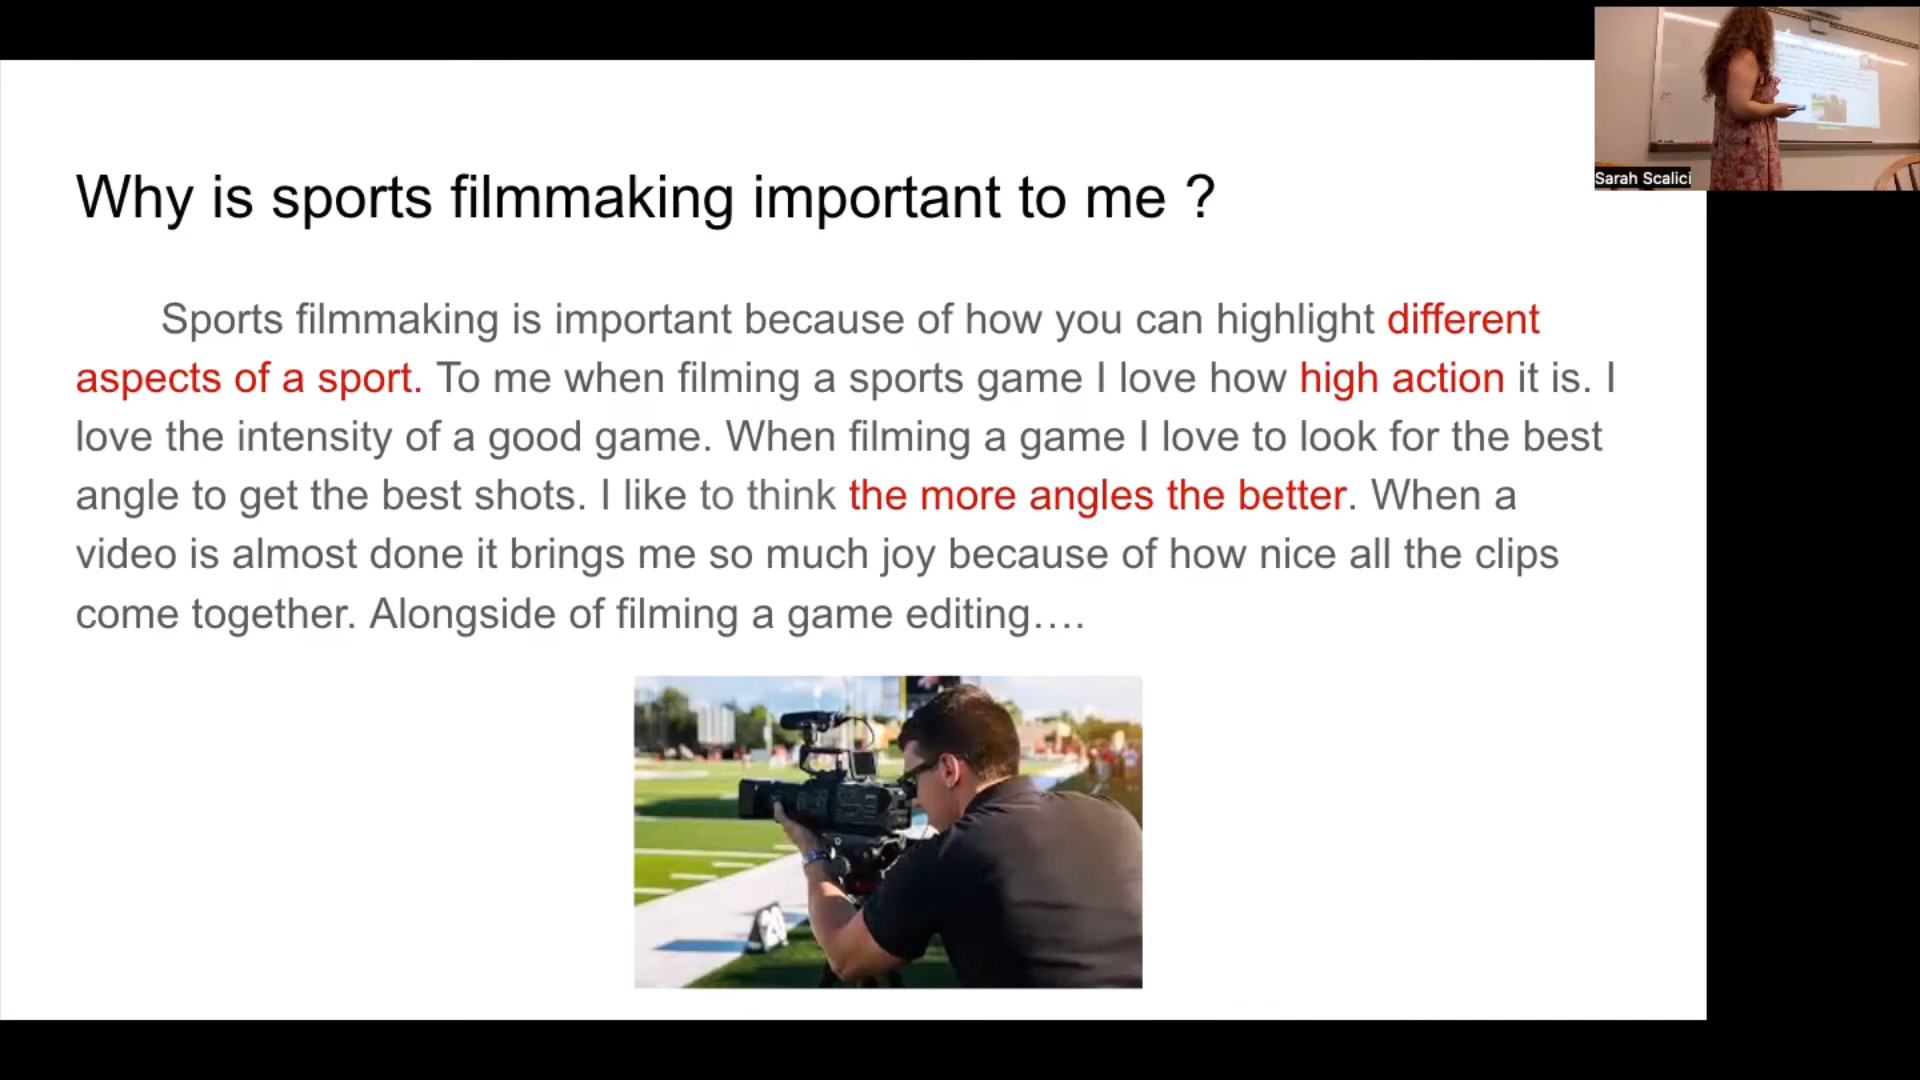 Sarah Scalici
Why is sports filmmaking important to me ?
Sports filmmaking is important because of how you can highlight different
aspects of a sport. To me when filming a sports game I love how high action it is. I
love the intensity of a good game. When filming a game I love to look for the best
angle to get the best shots. I like to think the more angles the better. When a
video is almost done it brings me so much joy because of how nice all the clips
come together. Alongside of filming a game editing….
20